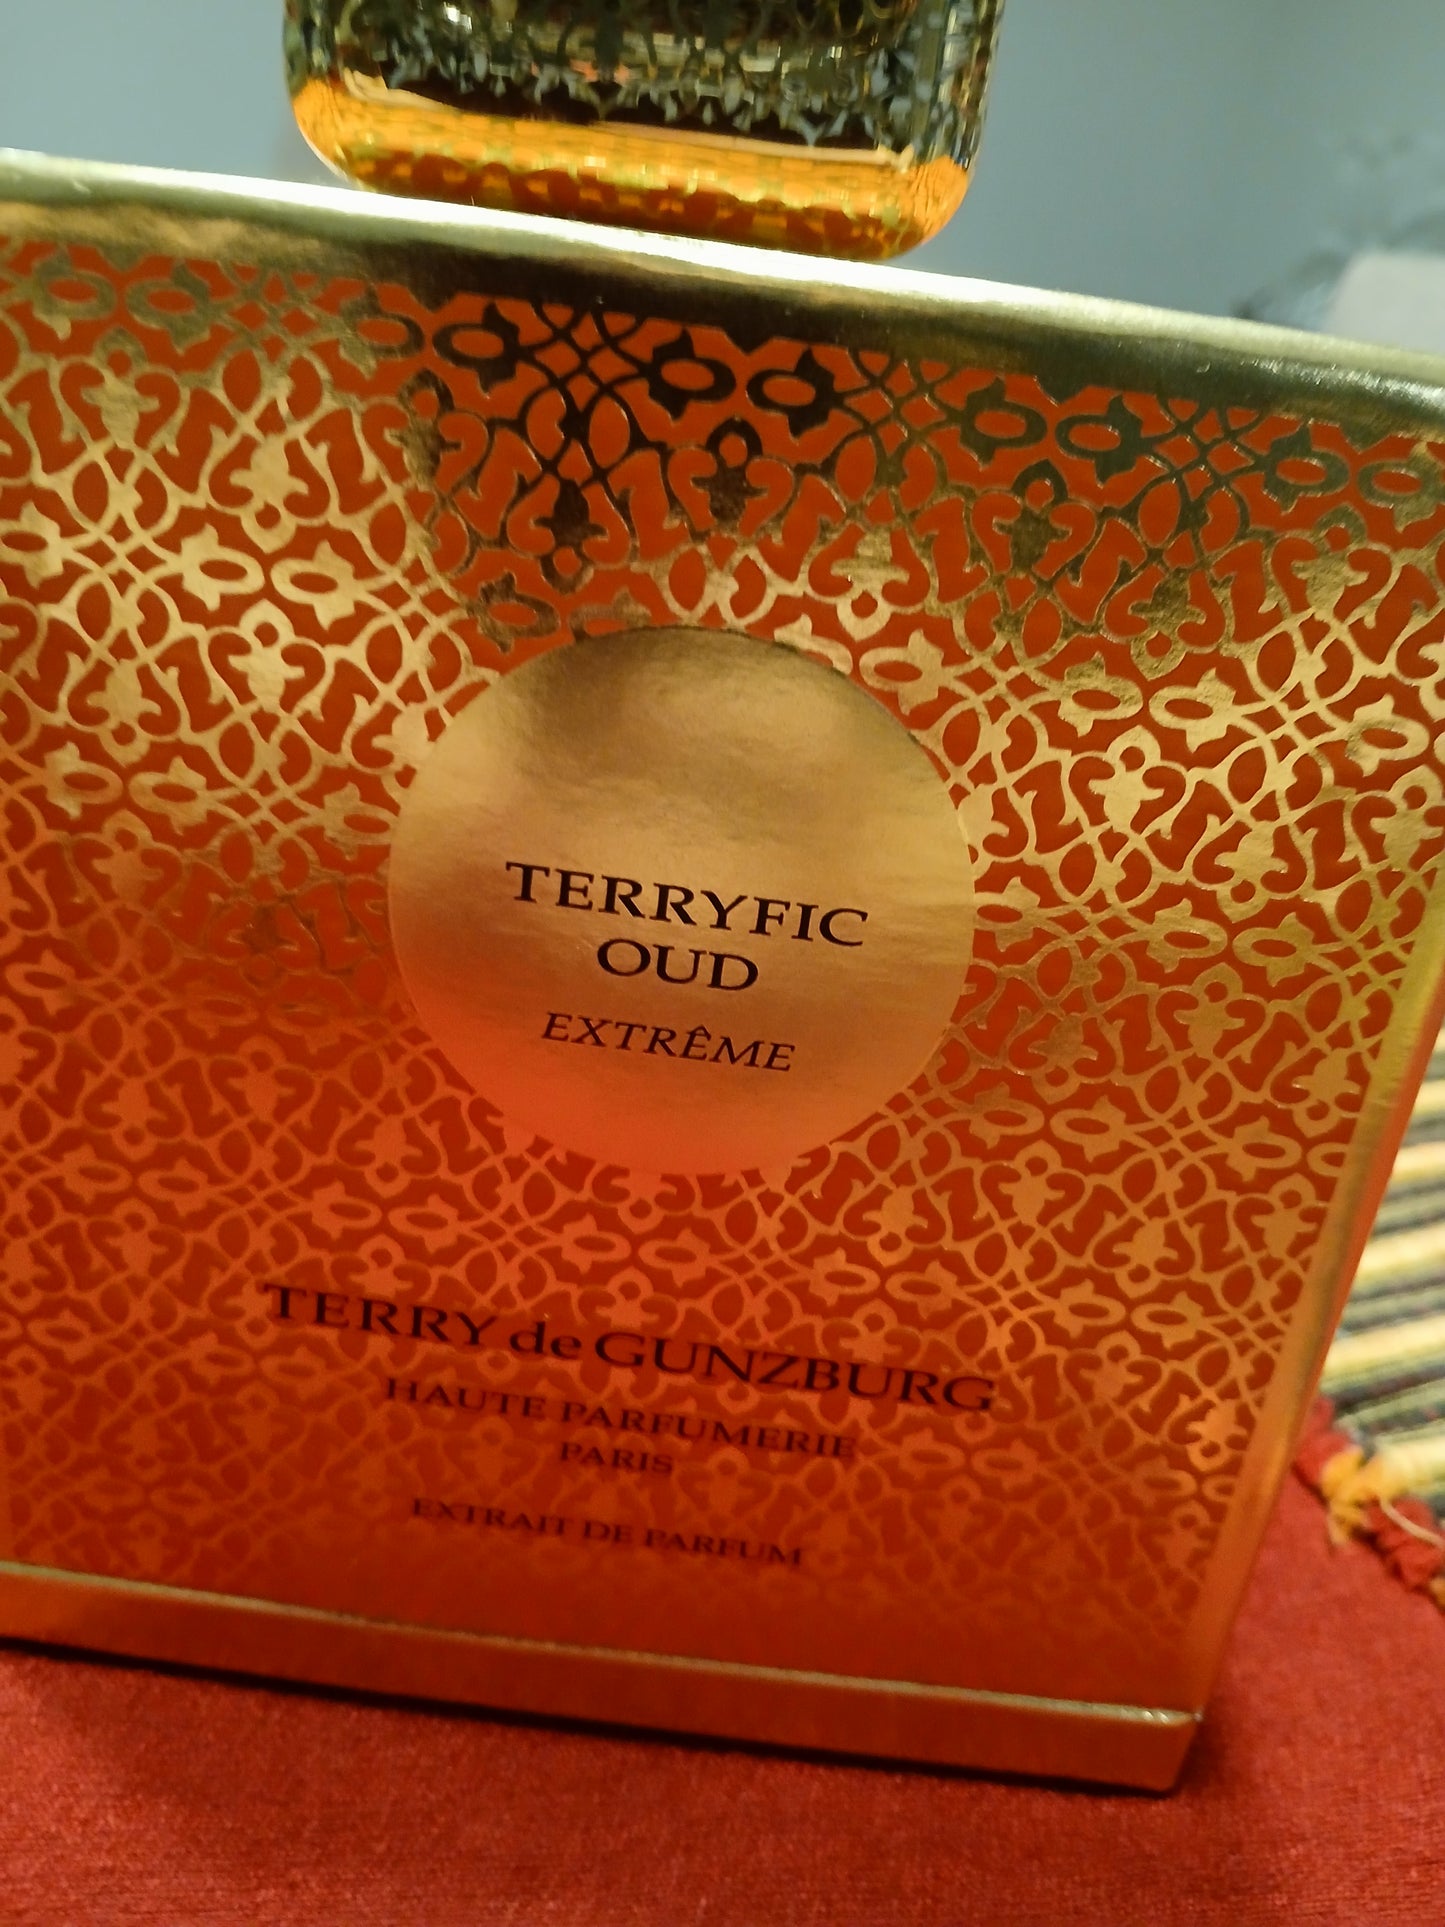 TERRYFIC
OUD
EXTRÊME
TERRY de GUNZBURG
HAUTE PARFUMERIE
PARIS
EXTRAIT DE PARFUM